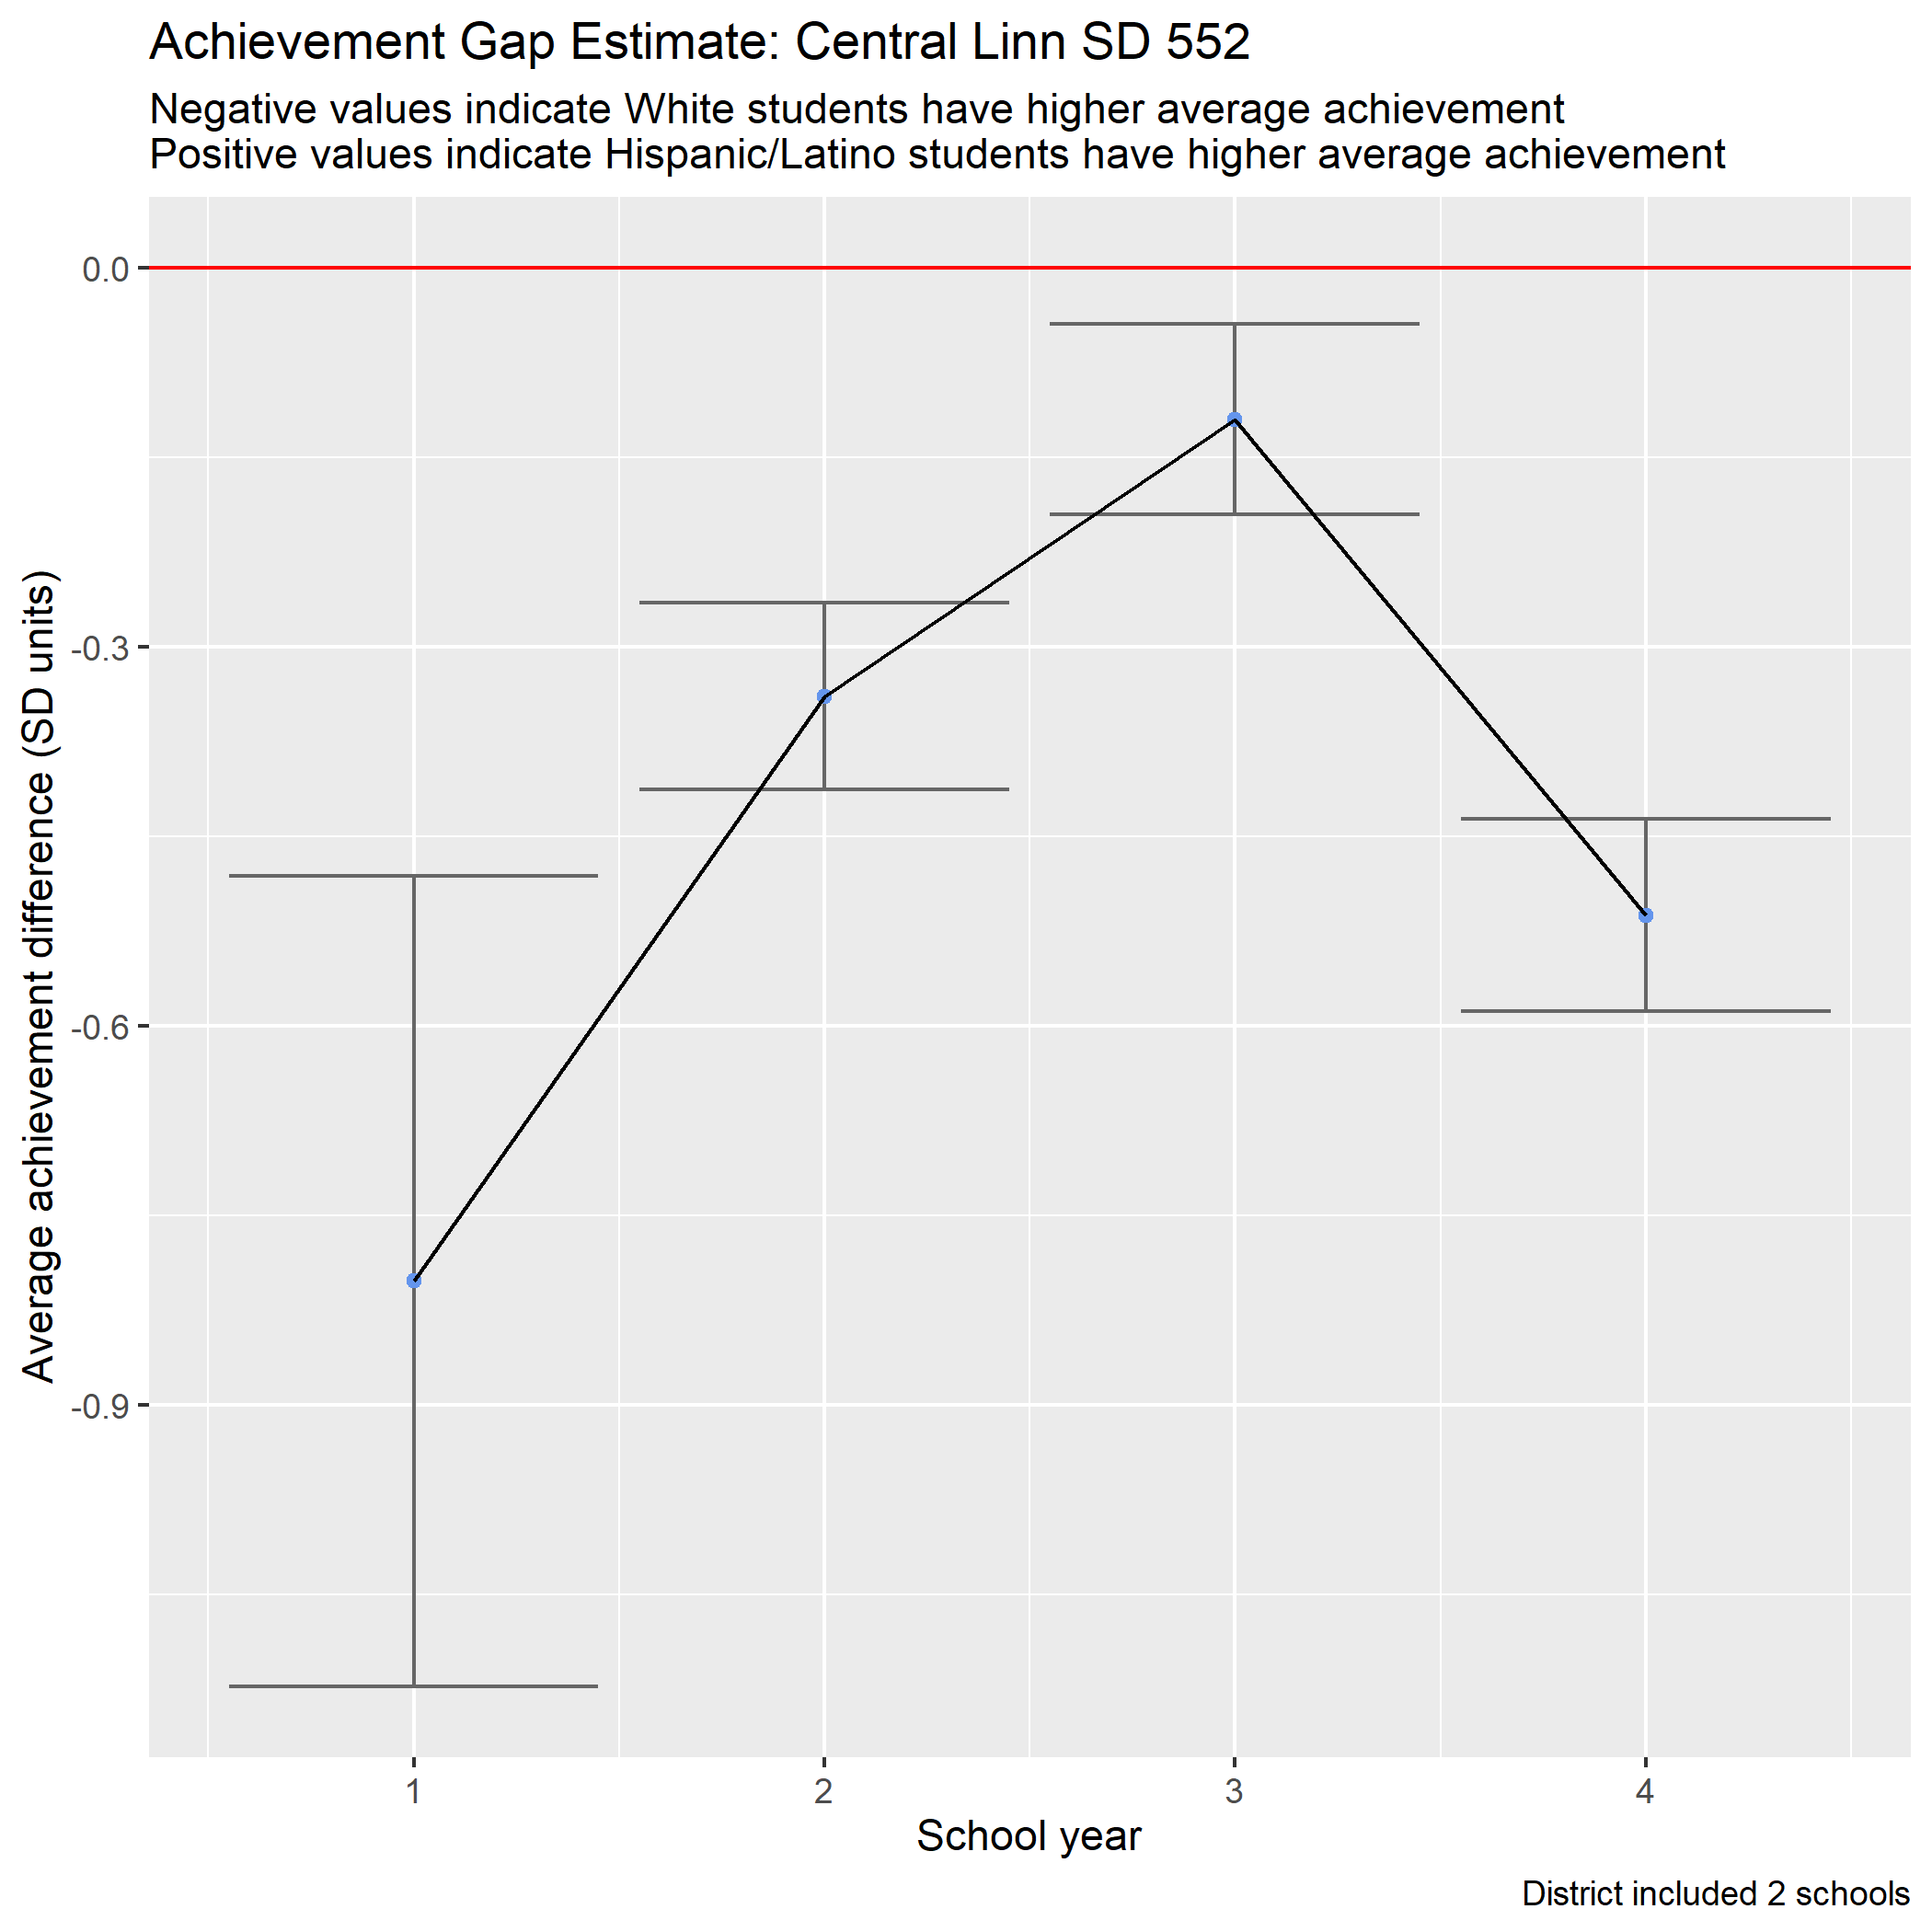 Achievement Gap Estimate: Central Linn SD 552
Negative values indicate White students have higher average achievement
Positive values indicate Hispanic/Latino students have higher average achievement
Average achievement difference (SD units)
0.0
-0.3
-0.6
-0.9
1
2
3
4
School year
District included 2 schools